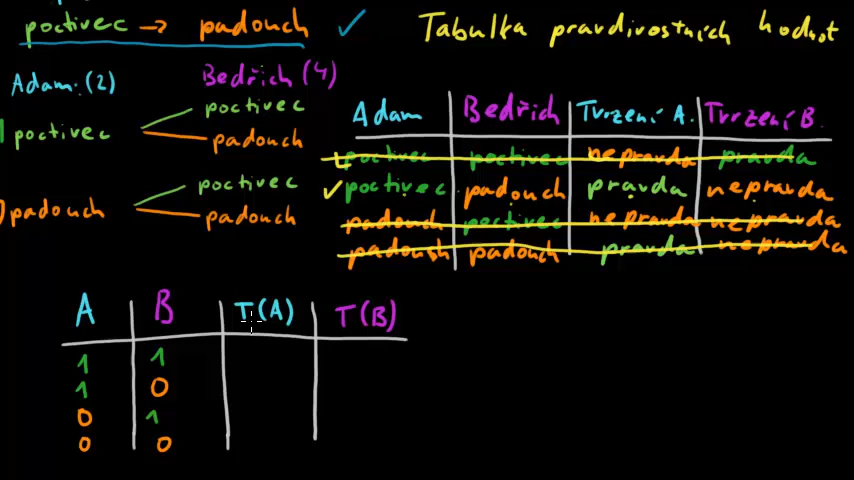 poctivec → padouch ✓ Tabulka pravdivostních hodnot
Adam: (2) Bedřich (4)
poctivec
poctivec
padouch
padouch
poctivec
padouch
Adam Bedřich Tvrzení A. Tvrzení B.
poctivec poctivec nepravda pravda
✓ poctivec padouch pravda nepravda
padouch poctivec nepravda nepravda
padouch padouch pravda nepravda
A B T(A) T(B)
1 1
1 0
0 1
0 0